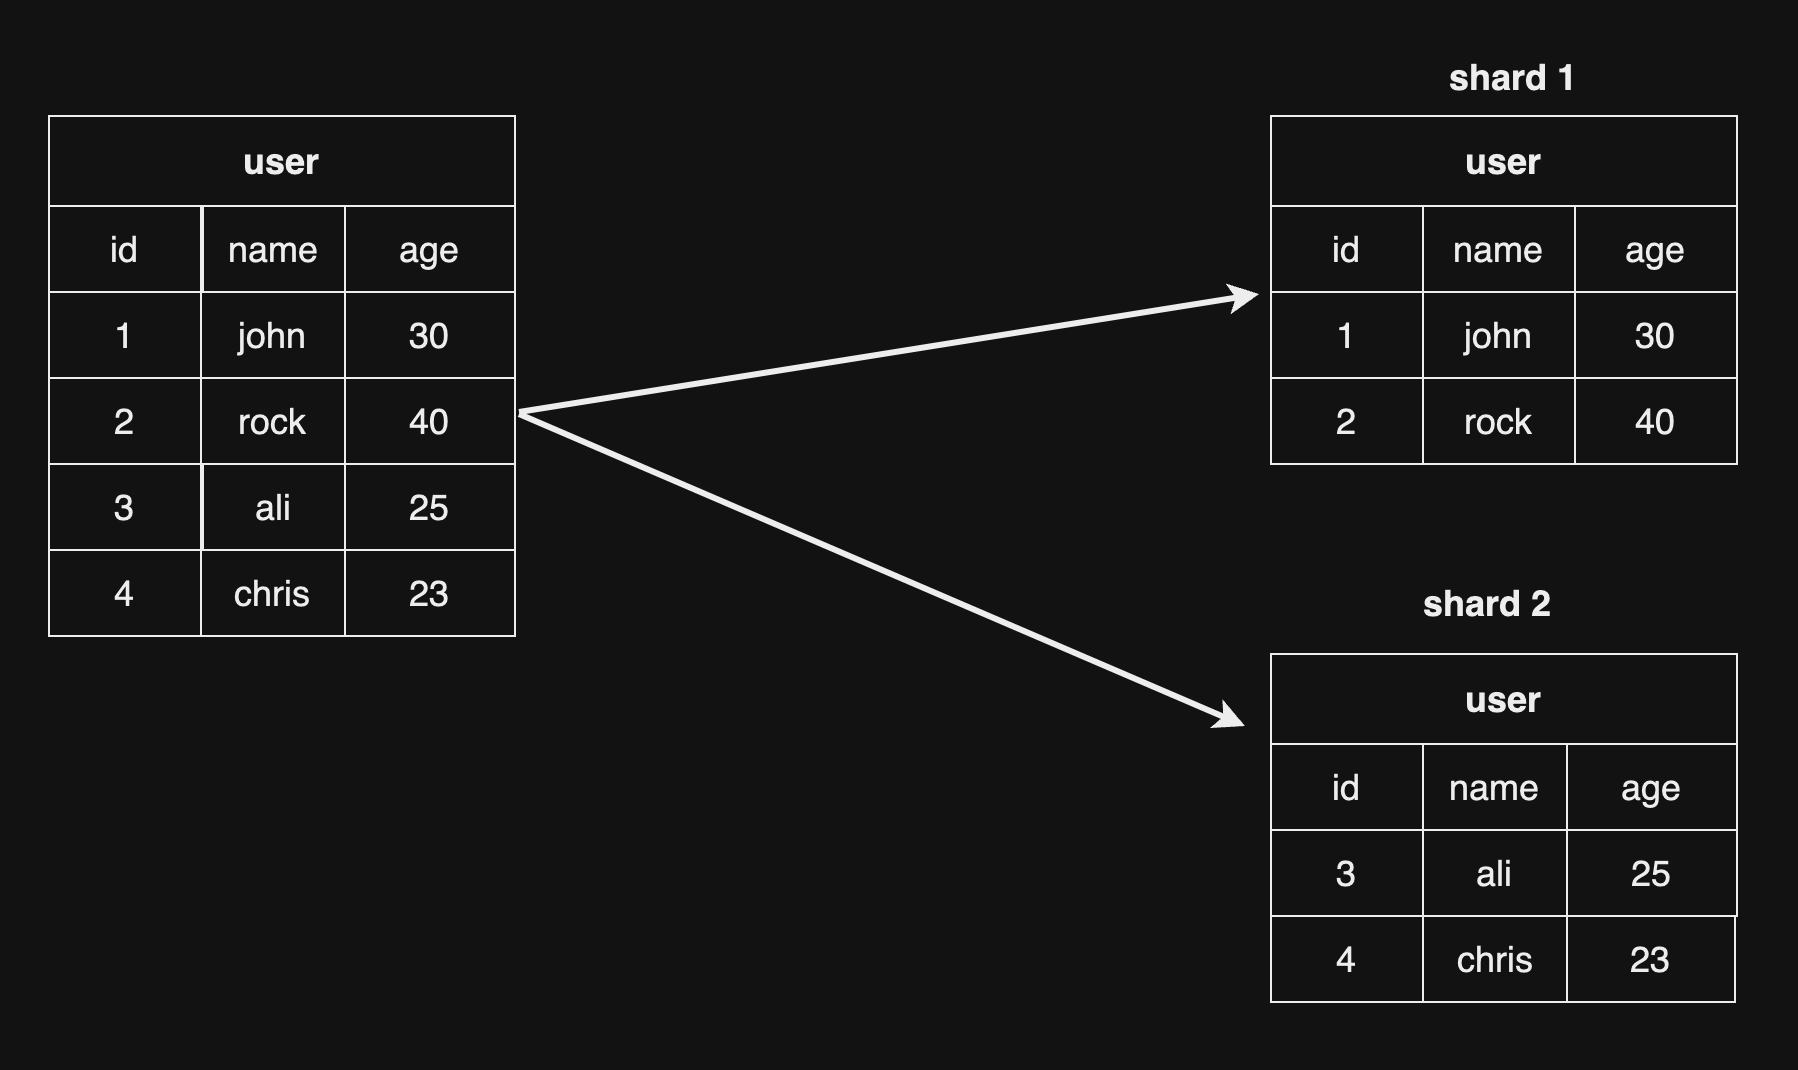 user
id name age
1 john 30
2 rock 40
3 ali 25
4 chris 23
shard 1
user
id name age
1 john 30
2 rock 40
shard 2
user
id name age
3 ali 25
4 chris 23